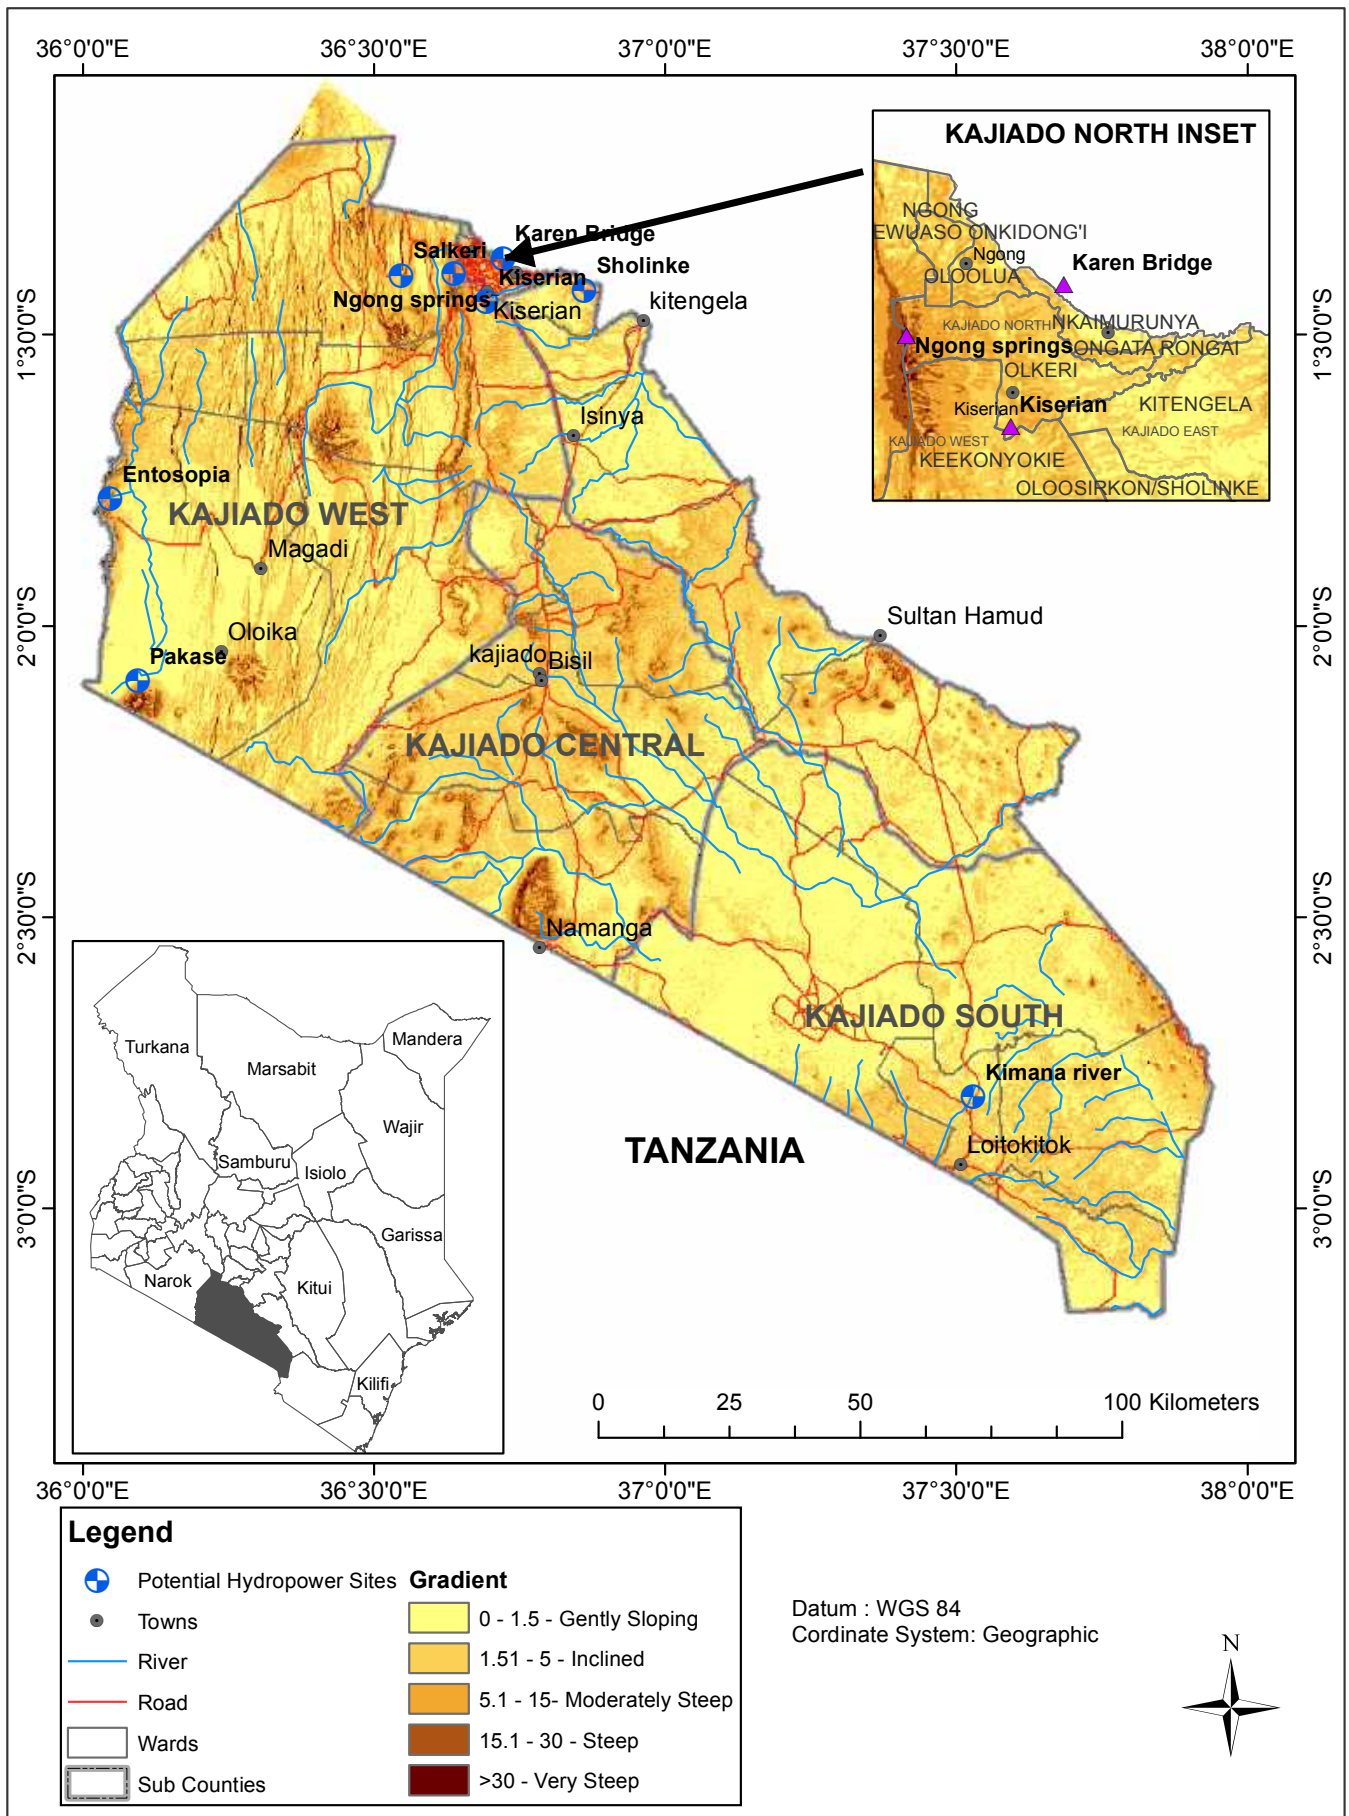 36°0'0"E
36°30'0"E
37°0'0"E
37°30'0"E
38°0'0"E
KAJIADO NORTH INSET
NGONG
EWUASO ONKIDONG'I
Ngong
OLOOLUA
Karen Bridge
KAJIADO NORTH
NKAIMURUNYA
Ngong springs
ONGATA RONGAI
OLKERI
Kiserian
Kiserian
KITENGELA
KAJIADO WEST
KAJIADO EAST
KEEKONYOKIE
OLOOSIRKON/SHOLINKE
Karen Bridge
Salkeri
Sholinke
Kiserian
Ngong springs
Kiserian
kitengela
1°30'0"S
1°30'0"S
Isinya
Entosopia
KAJIADO WEST
Magadi
2°0'0"S
2°0'0"S
Sultan Hamud
Oloika
Pakase
kajiado
Bisil
KAJIADO CENTRAL
2°30'0"S
2°30'0"S
Namanga
KAJIADO SOUTH
Kimana river
TANZANIA
Loitokitok
3°0'0"S
3°0'0"S
Turkana
Marsabit
Mandera
Wajir
Samburu
Isiolo
Garissa
Narok
Kitui
Kilifi
0
25
50
100 Kilometers
36°0'0"E
36°30'0"E
37°0'0"E
37°30'0"E
38°0'0"E
Legend
Potential Hydropower Sites
Towns
River
Road
Wards
Sub Counties
Gradient
0 - 1.5 - Gently Sloping
1.51 - 5 - Inclined
5.1 - 15- Moderately Steep
15.1 - 30 - Steep
>30 - Very Steep
Datum : WGS 84
Cordinate System: Geographic
N